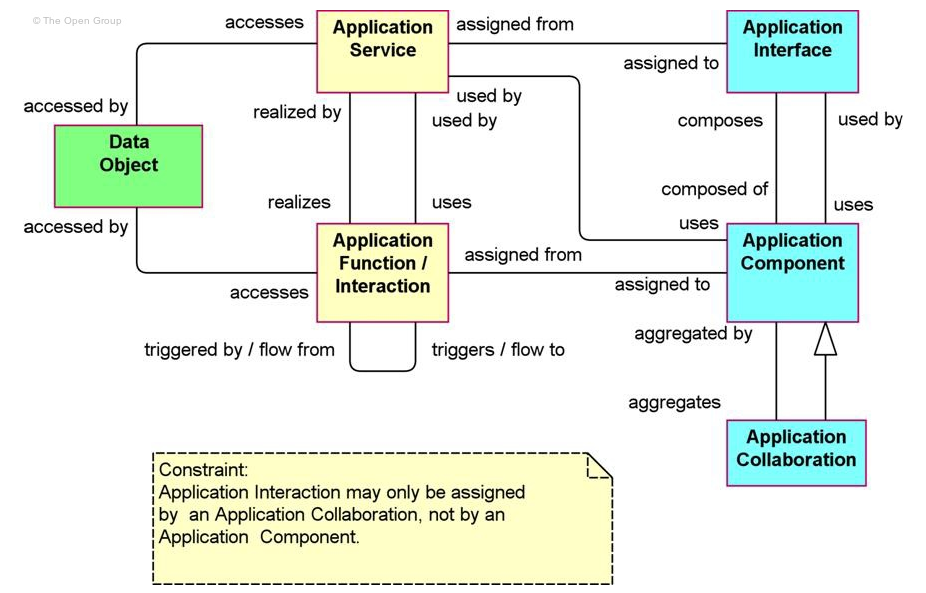 © The Open Group
accesses
Application
Service
assigned from
Application
Interface
assigned to
accessed by
realized by
used by
used by
composes
used by
Data
Object
composed of
realizes
uses
uses
uses
accessed by
Application
Function /
Interaction
assigned from
Application
Component
accesses
assigned to
triggered by / flow from
triggers / flow to
aggregated by
aggregates
Application
Collaboration
Constraint:
Application Interaction may only be assigned
by an Application Collaboration, not by an
Application Component.